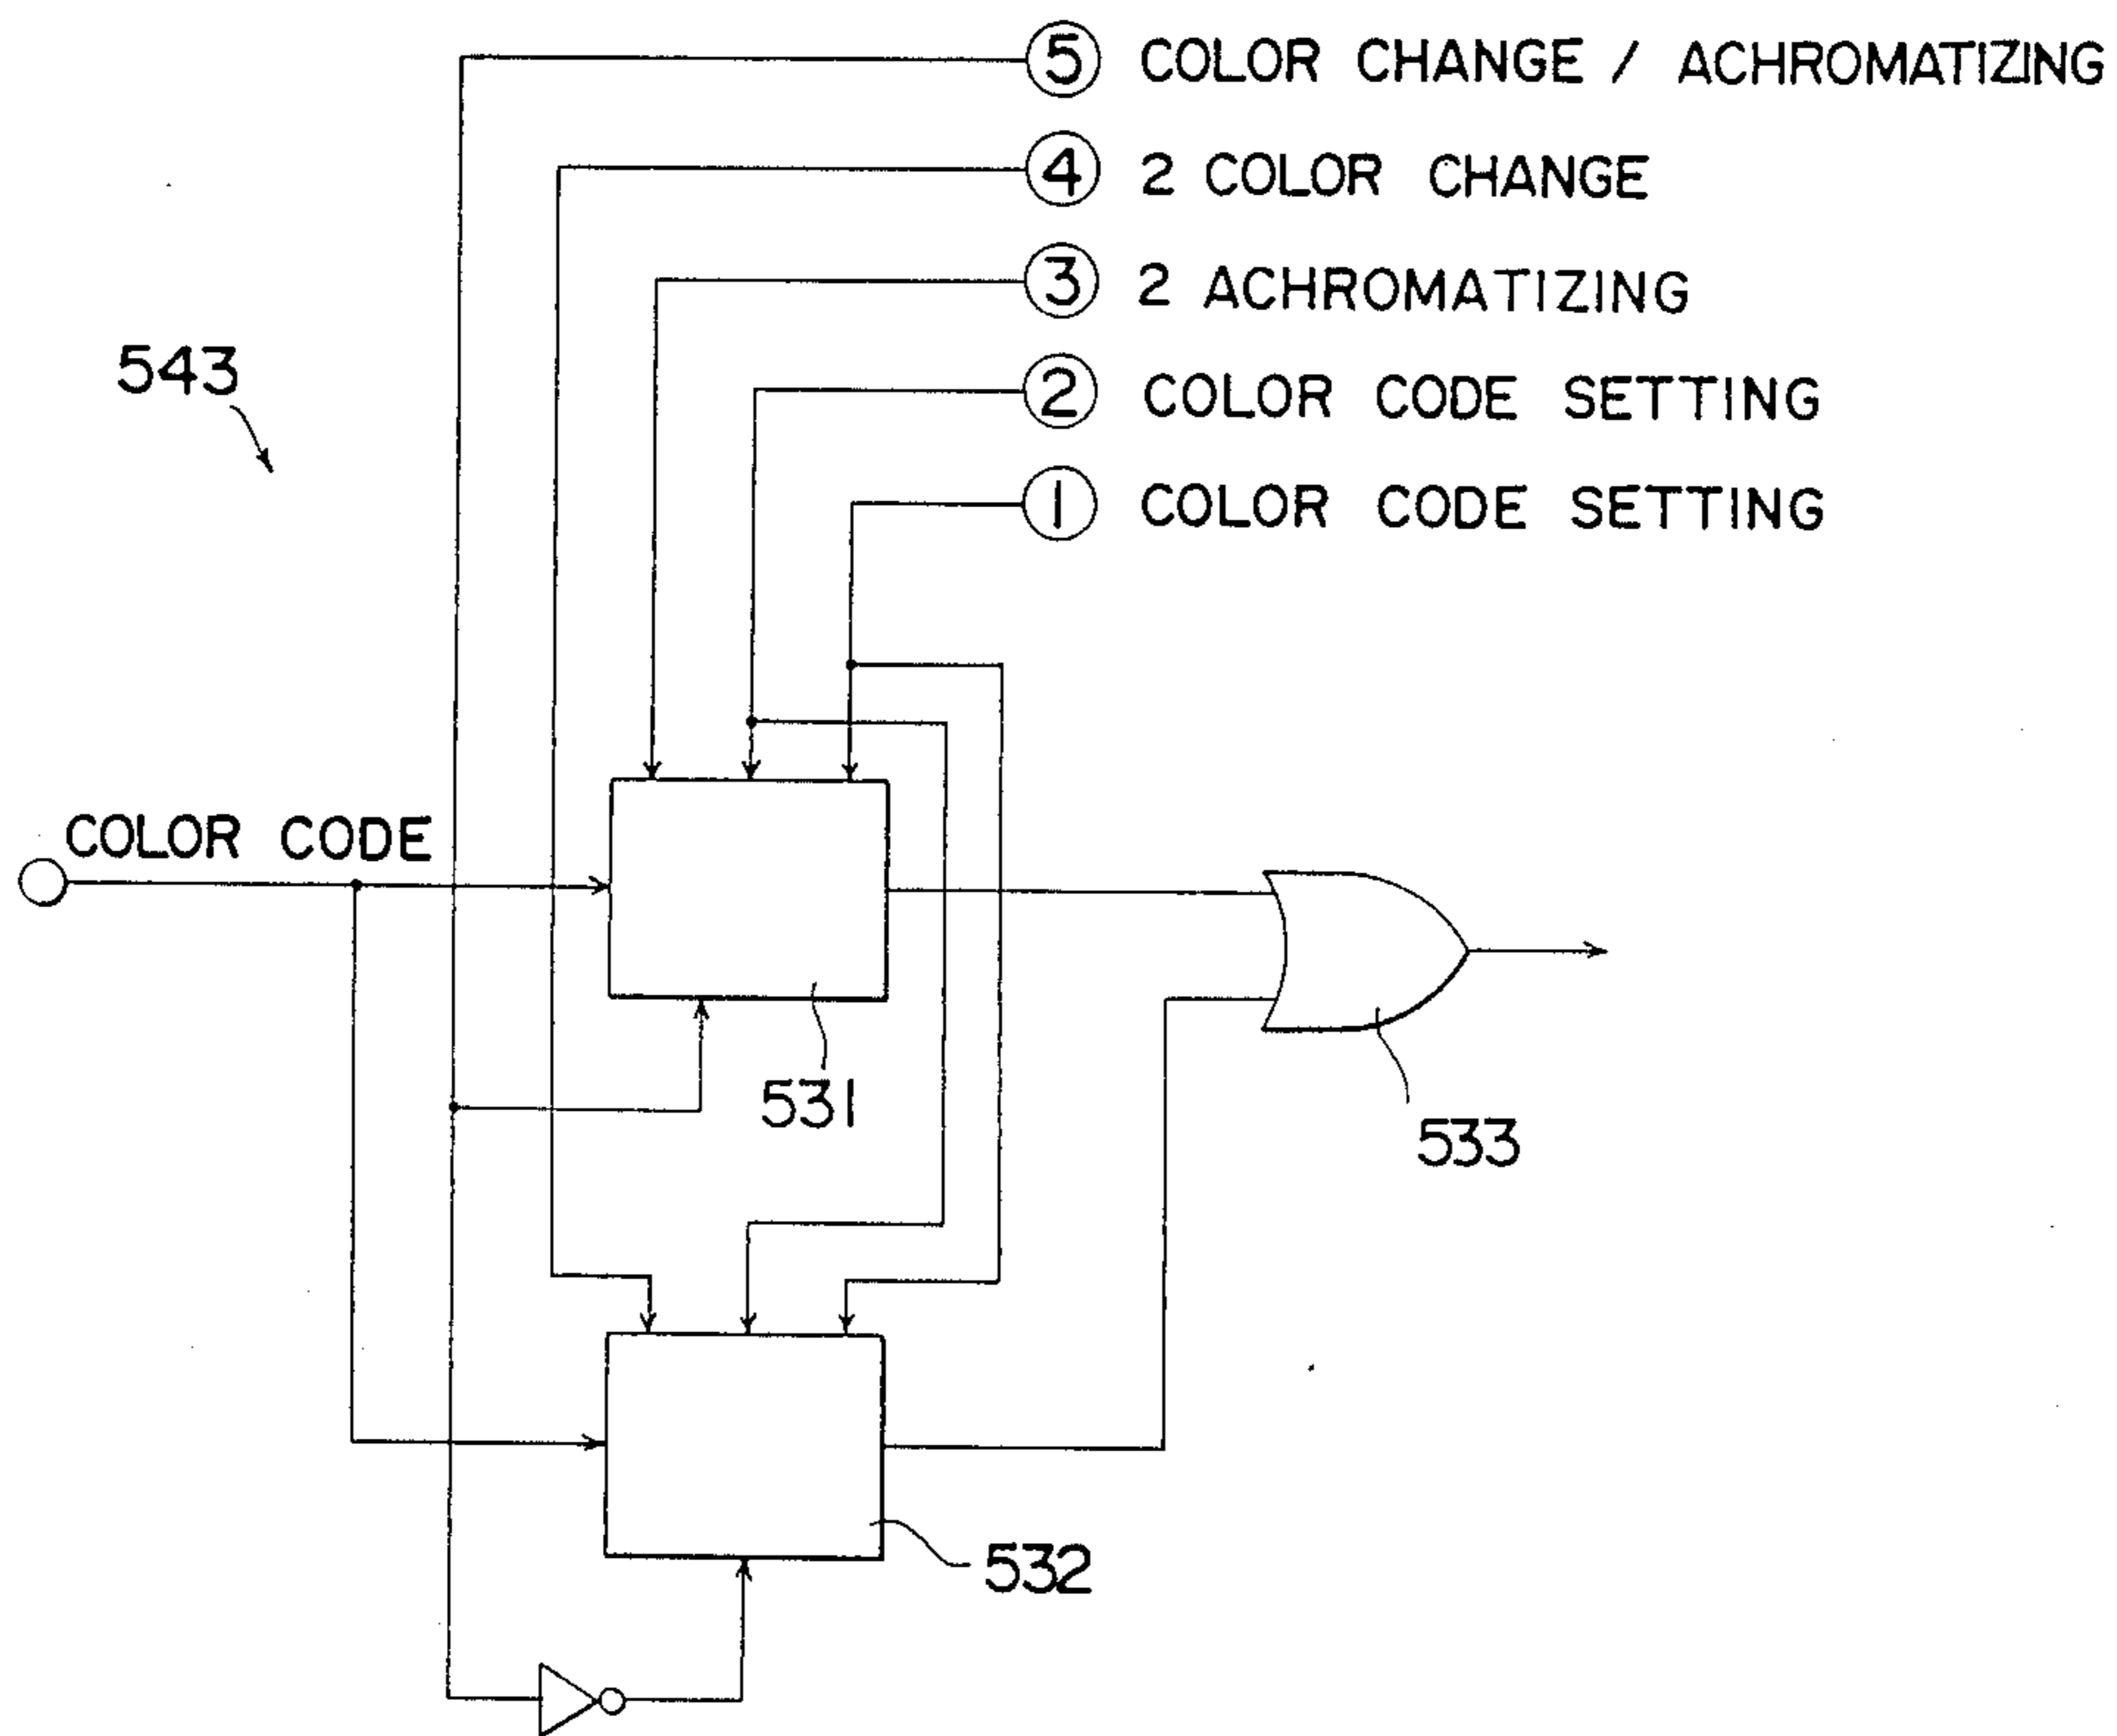 ⑤ COLOR CHANGE / ACHROMATIZING
④ 2 COLOR CHANGE
③ 2 ACHROMATIZING
543
② COLOR CODE SETTING
① COLOR CODE SETTING
COLOR CODE
531
533
532